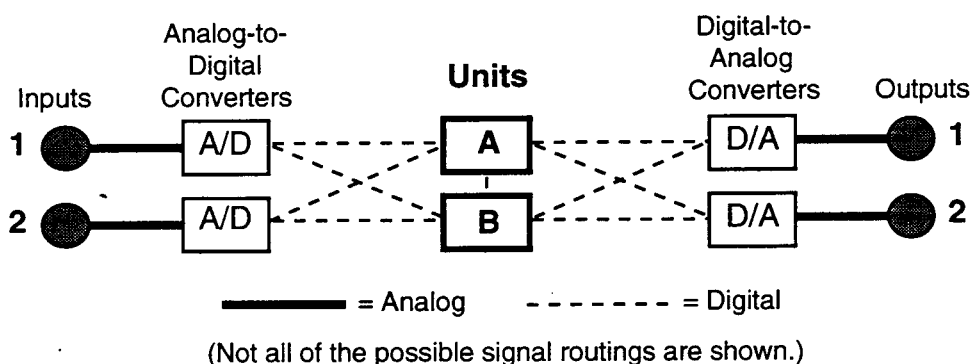 Analog-to-
Digital
Converters
Digital-to-
Analog
Converters
Units
Inputs
Outputs
1
A/D
A
D/A
1
2
A/D
B
D/A
2
= Analog
= Digital
(Not all of the possible signal routings are shown.)